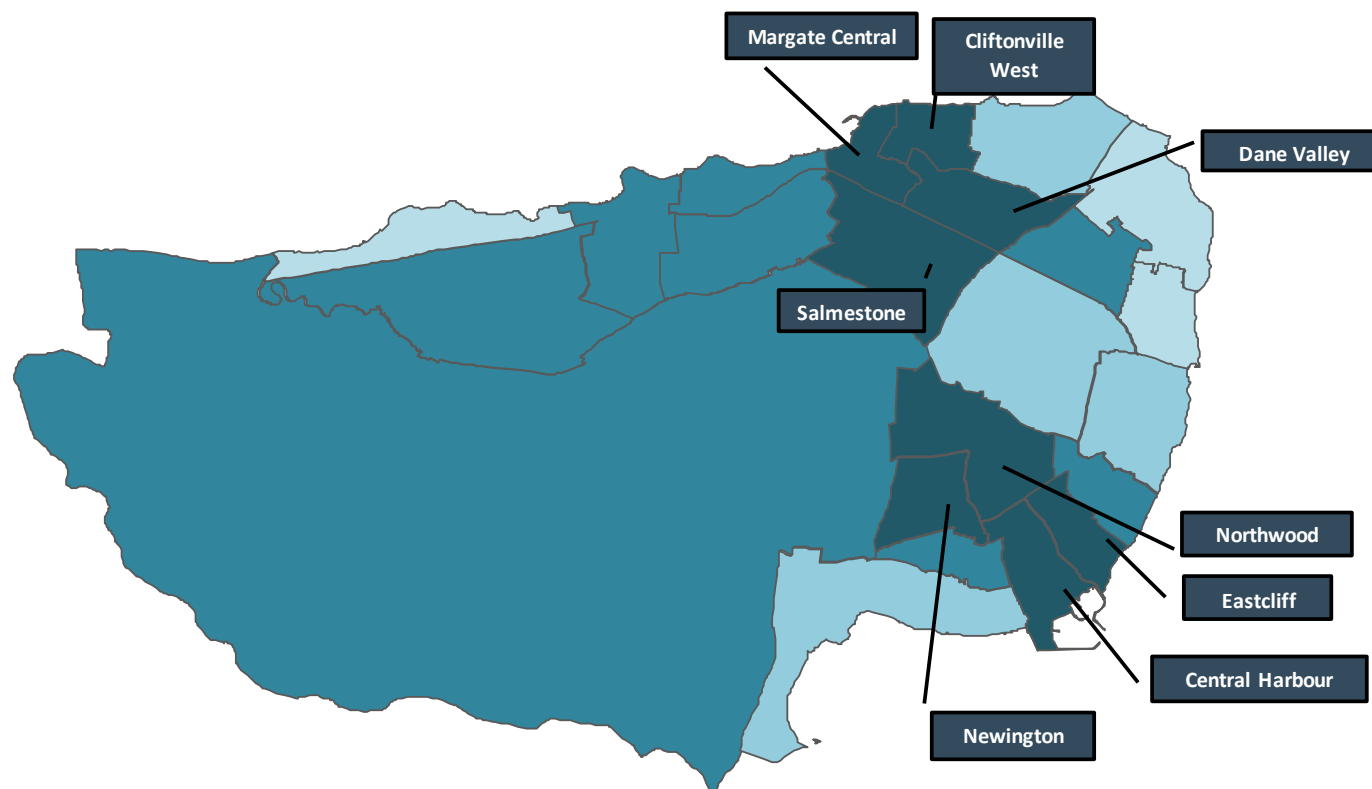 Margate Central
Cliftonville
West
Dane Valley
Salmestone
Northwood
Eastcliff
Central Harbour
Newington